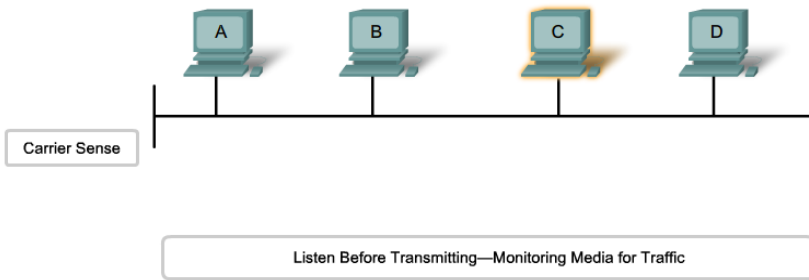 A
B
C
D
Carrier Sense
Listen Before Transmitting—Monitoring Media for Traffic